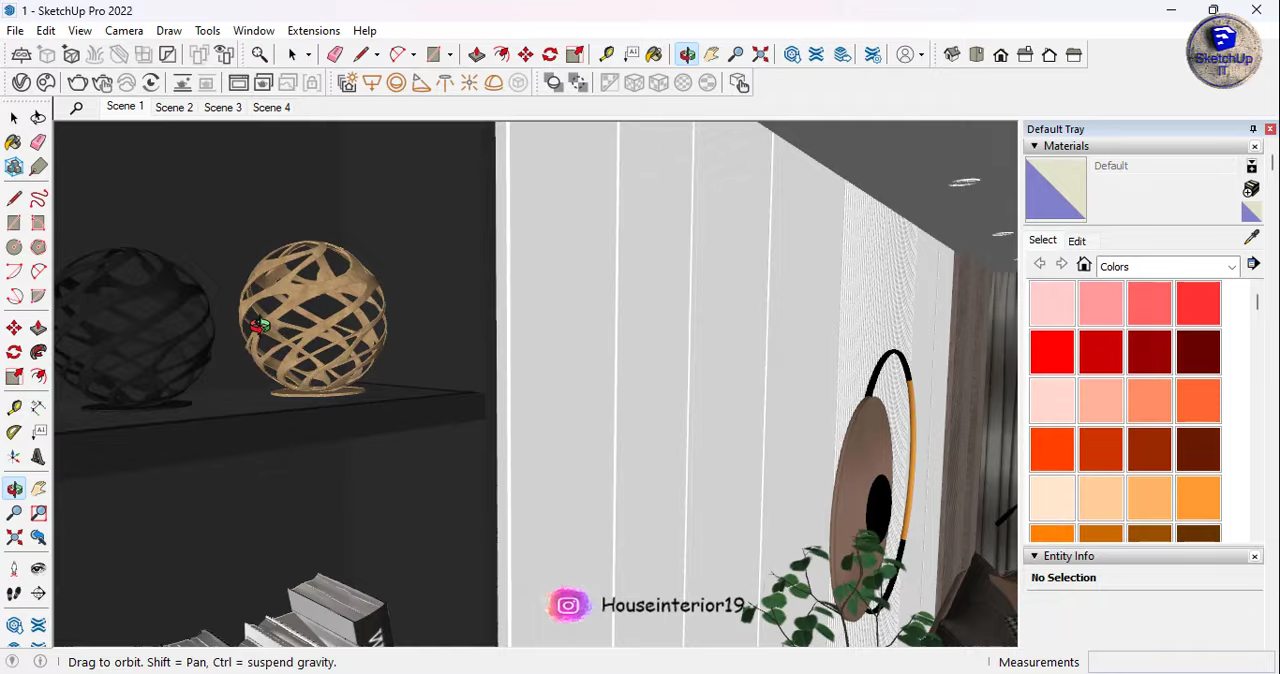 1 - SketchUp Pro 2022
File Edit View Camera Draw Tools Window Extensions Help
SketchUp
IT
Scene 1 Scene 2 Scene 3 Scene 4
Default Tray
Materials
Default
Select Edit
Colors
Entity Info
No Selection
Houseinterior19
Drag to orbit. Shift = Pan, Ctrl = suspend gravity.
Measurements